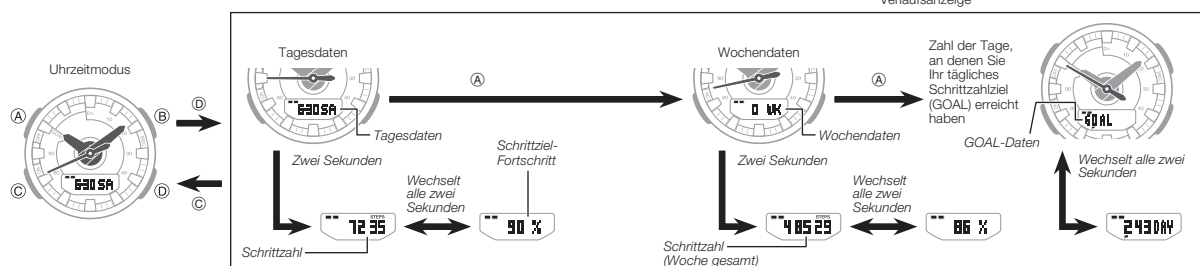 Verlaufsanzeige
Uhrzeitmodus
A
B
C
D
D
C
6-30 SA
Tagesdaten
6-30 SA
Tagesdaten
A
Zwei Sekunden
Schrittziel-
Fortschritt
Wechselt
alle zwei
Sekunden
STEPS
7235
90 %
Schrittzahl
Wochendaten
0 WK
Wochendaten
A
Zwei Sekunden
Wechselt
alle zwei
Sekunden
STEPS
48529
86 %
Schrittzahl
(Woche gesamt)
Zahl der Tage,
an denen Sie
Ihr tägliches
Schrittzahlziel
(GOAL) erreicht
haben
GOAL
GOAL-Daten
Wechselt alle zwei
Sekunden
243DAY